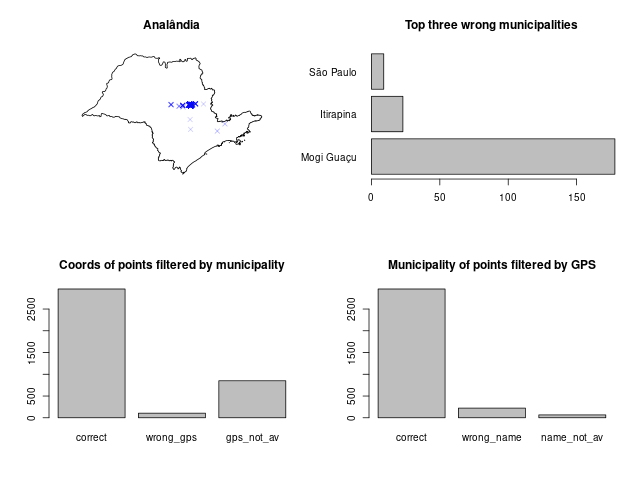 Analândia
Top three wrong municipalities
São Paulo
Itirapina
Mogi Guaçu
0 50 100 150
Coords of points filtered by municipality
0 500 1500 2500
correct wrong_gps gps_not_av
Municipality of points filtered by GPS
0 500 1500 2500
correct wrong_name name_not_av